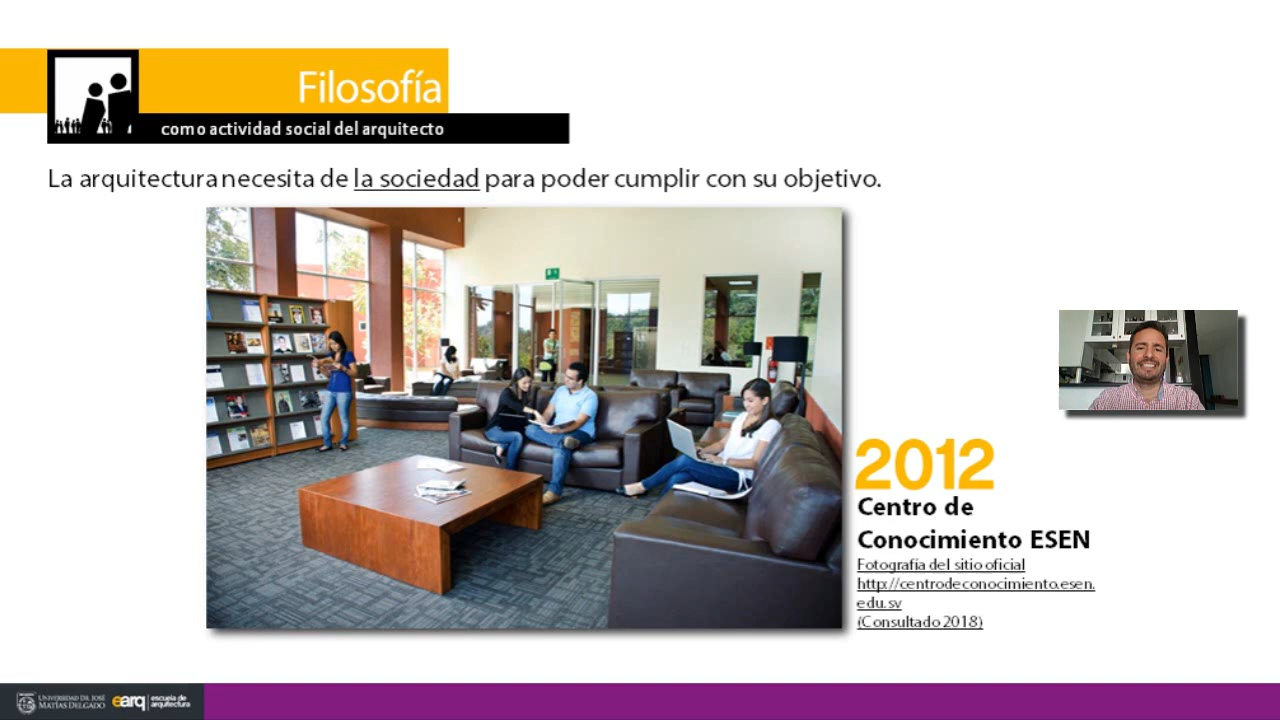 Filosofía
como actividad social del arquitecto
La arquitectura necesita de la sociedad para poder cumplir con su objetivo.
2012
Centro de
Conocimiento ESEN
Fotografía del sitio oficial
http://centrodeconocimiento.esen.
edu.sv
(Consultado 2018)
UNIVERSIDAD DR. JOSÉ
MATÍAS DELGADO
earq
escuela de
arquitectura